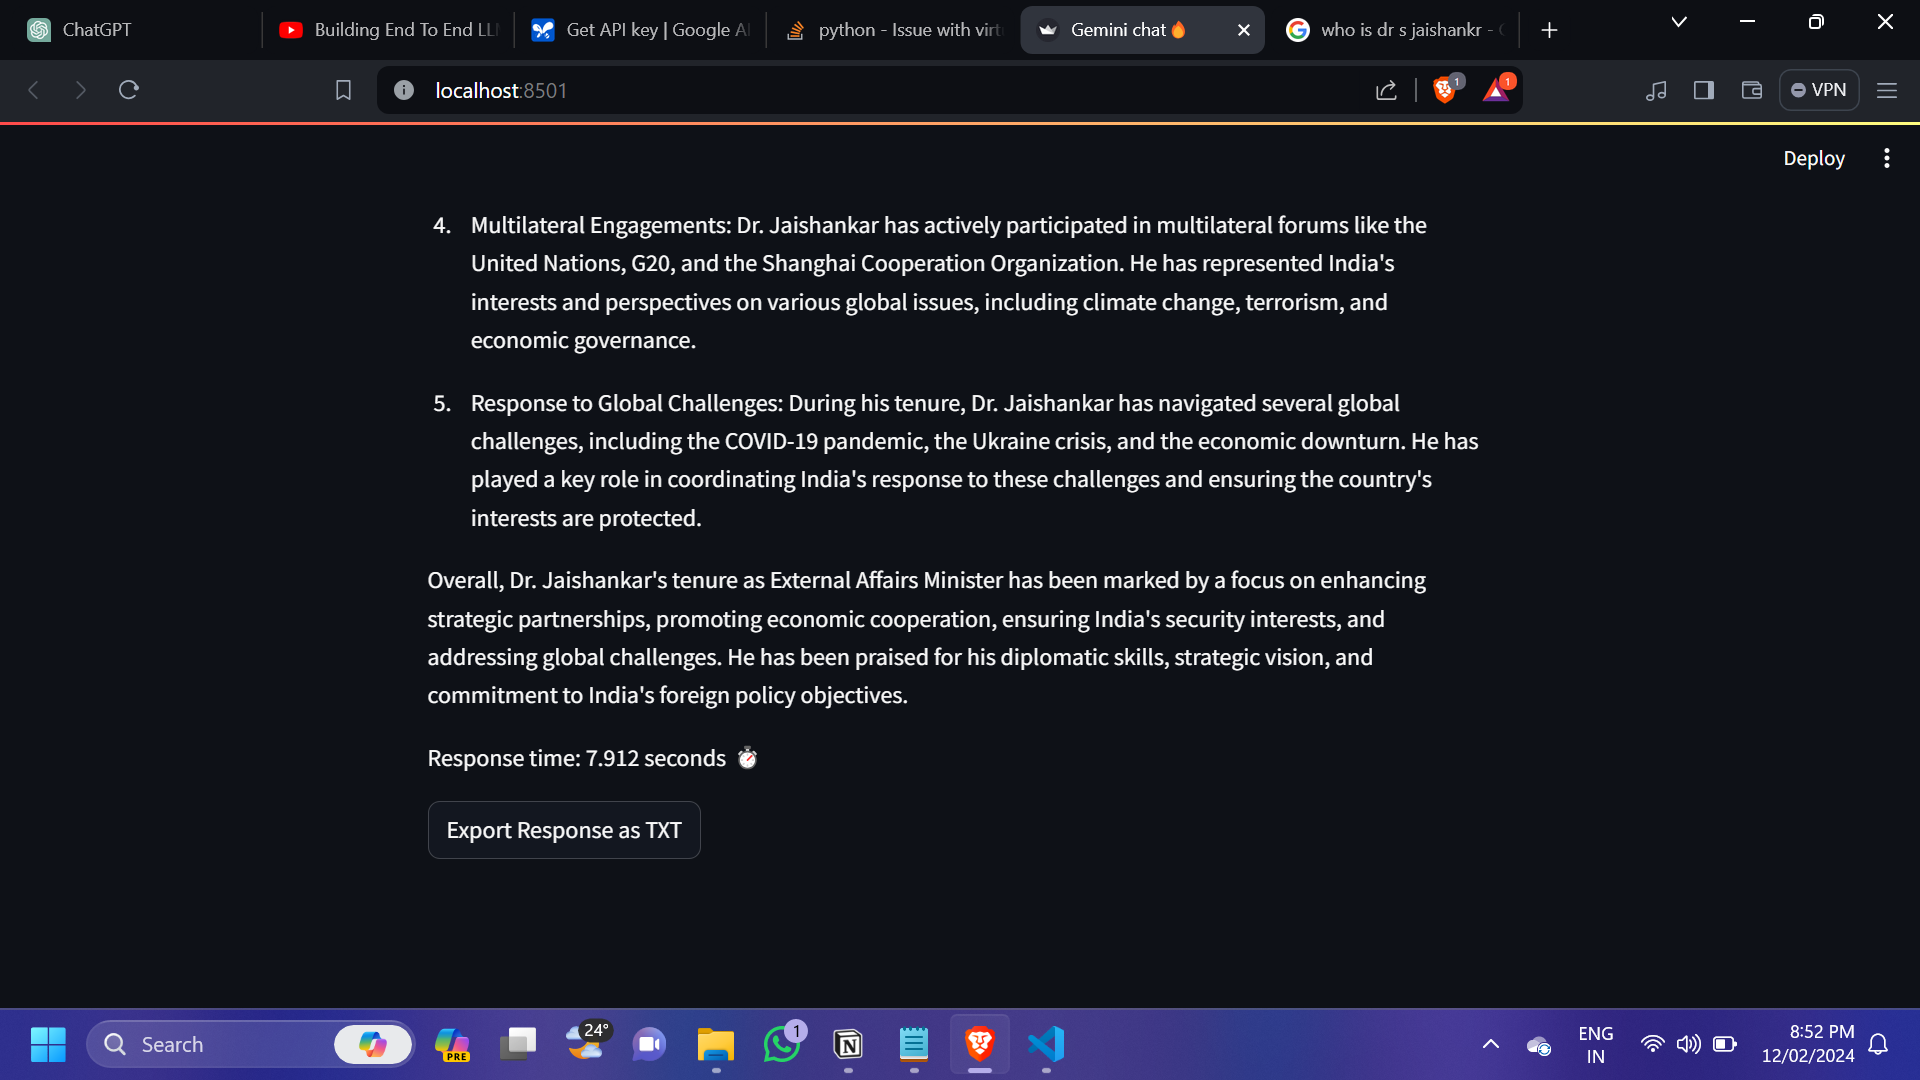 ChatGPT
Building End To End LL
Get API key | Google A
python - Issue with virt
Gemini chat🔥
who is dr s jaishankr -
localhost:8501
1
1
VPN
Deploy
4. Multilateral Engagements: Dr. Jaishankar has actively participated in multilateral forums like the
United Nations, G20, and the Shanghai Cooperation Organization. He has represented India's
interests and perspectives on various global issues, including climate change, terrorism, and
economic governance.
5. Response to Global Challenges: During his tenure, Dr. Jaishankar has navigated several global
challenges, including the COVID-19 pandemic, the Ukraine crisis, and the economic downturn. He has
played a key role in coordinating India's response to these challenges and ensuring the country's
interests are protected.
Overall, Dr. Jaishankar's tenure as External Affairs Minister has been marked by a focus on enhancing
strategic partnerships, promoting economic cooperation, ensuring India's security interests, and
addressing global challenges. He has been praised for his diplomatic skills, strategic vision, and
commitment to India's foreign policy objectives.
Response time: 7.912 seconds ⏱
Export Response as TXT
Search
PRE
24°
1
ENG
IN
8:52 PM
12/02/2024